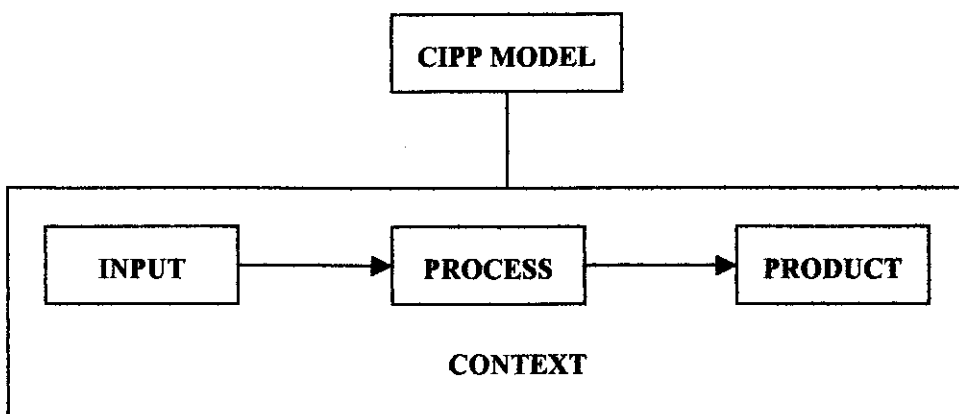 CIPP MODEL
INPUT
PROCESS
PRODUCT
CONTEXT